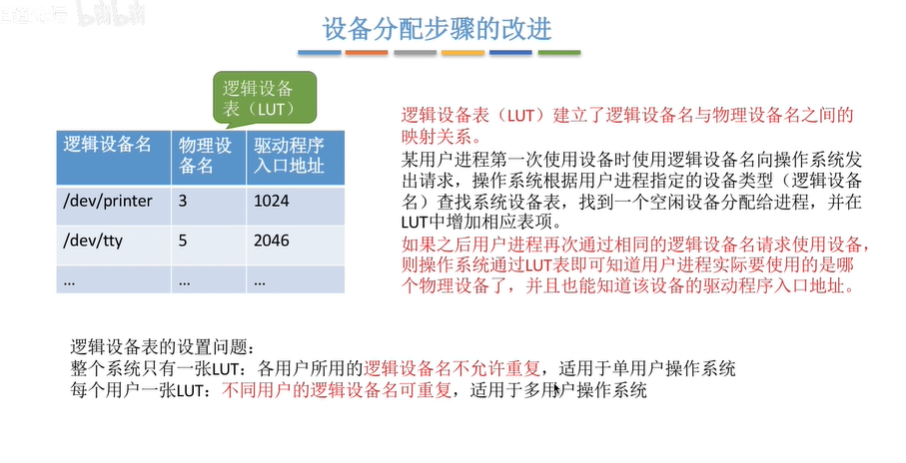 bilibili
设备分配步骤的改进
逻辑设备
表（LUT）
逻辑设备名 物理设备名 驱动程序入口地址
/dev/printer 3 1024
/dev/tty 5 2046
... ... ...
逻辑设备表（LUT）建立了逻辑设备名与物理设备名之间的
映射关系。
某用户进程第一次使用设备时使用逻辑设备名向操作系统发
出请求，操作系统根据用户进程指定的设备类型（逻辑设备
名）查找系统设备表，找到一个空闲设备分配给进程，并在
LUT中增加相应表项。
如果之后用户进程再次通过相同的逻辑设备名请求使用设备，
则操作系统通过LUT表即可知道用户进程实际要使用的是哪
个物理设备了，并且也能知道该设备的驱动程序入口地址。
逻辑设备表的设置问题：
整个系统只有一张LUT：各用户所用的逻辑设备名不允许重复，适用于单用户操作系统
每个用户一张LUT：不同用户的逻辑设备名可重复，适用于多用户操作系统